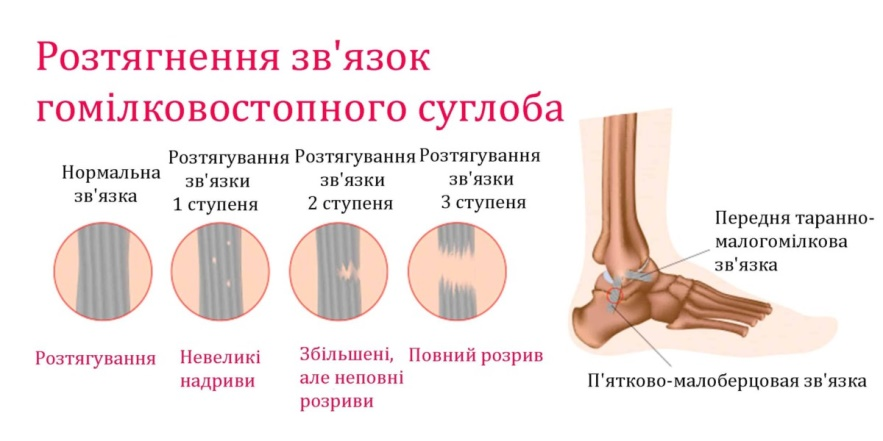 Розтягнення зв'язок
гомілковостопного суглоба
Нормальна
зв'язка
Розтягування
зв'язки
1 ступеня
Розтягування
зв'язки
2 ступеня
Розтягування
зв'язки
3 ступеня
Розтягування
Невеликі
надриви
Збільшені,
але неповні
розриви
Повний розрив
Передня таранно-
малогомілкова
зв'язка
П'ятково-малоберцовая зв'язка